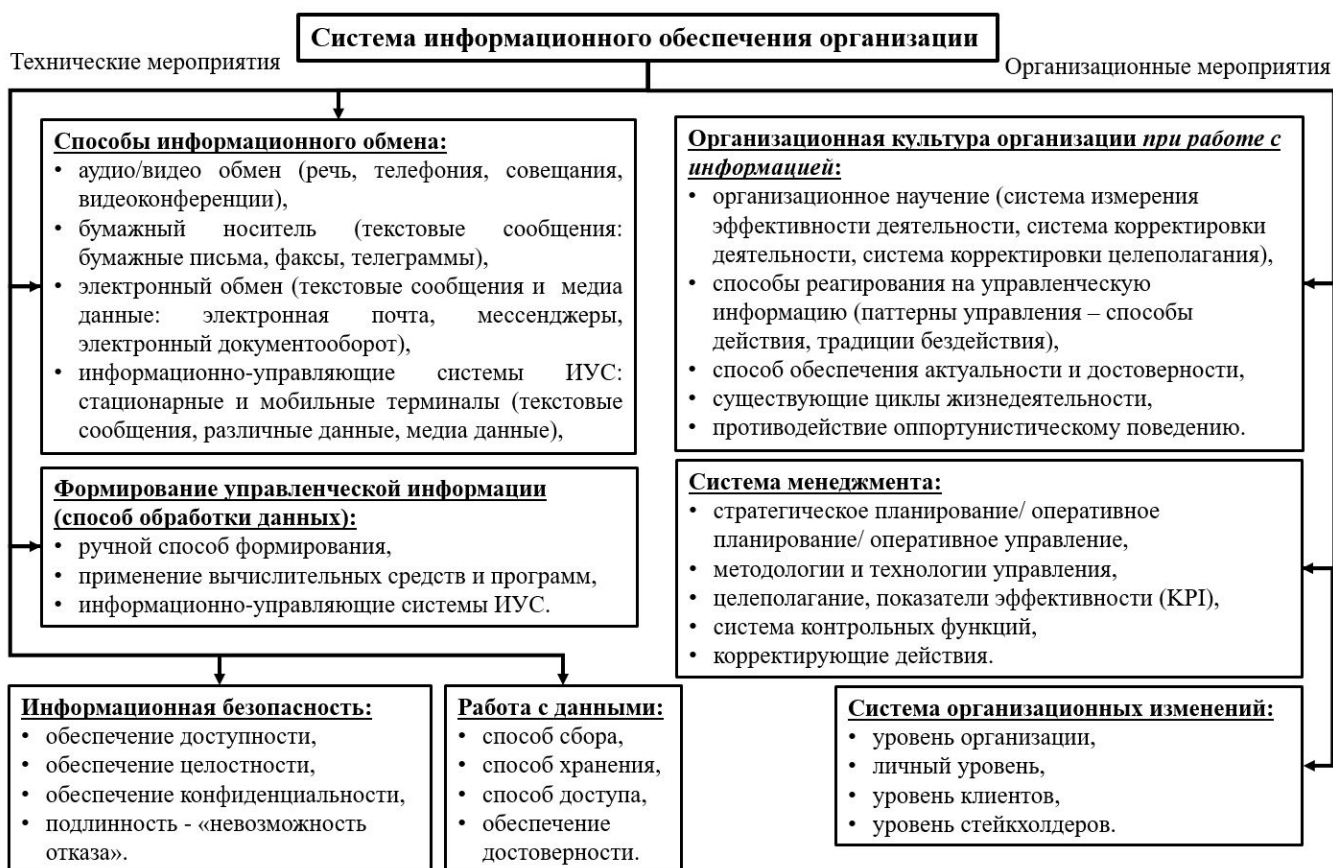 Система информационного обеспечения организации
Технические мероприятия
Организационные мероприятия
Способы информационного обмена:
• аудио/видео обмен (речь, телефония, совещания,
видеоконференции),
• бумажный носитель (текстовые сообщения:
бумажные письма, факсы, телеграммы),
• электронный обмен (текстовые сообщения и медиа
данные: электронная почта, мессенджеры,
электронный документооборот),
• информационно-управляющие системы ИУС:
стационарные и мобильные терминалы (текстовые
сообщения, различные данные, медиа данные),
Формирование управленческой информации
(способ обработки данных):
• ручной способ формирования,
• применение вычислительных средств и программ,
• информационно-управляющие системы ИУС.
Информационная безопасность:
• обеспечение доступности,
• обеспечение целостности,
• обеспечение конфиденциальности,
• подлинность - «невозможность
отказа».
Работа с данными:
• способ сбора,
• способ хранения,
• способ доступа,
• обеспечение
достоверности.
Организационная культура организации при работе с
информацией:
• организационное научение (система измерения
эффективности деятельности, система корректировки
деятельности, система корректировки целеполагания),
• способы реагирования на управленческую
информацию (паттерны управления – способы
действия, традиции бездействия),
• способ обеспечения актуальности и достоверности,
• существующие циклы жизнедеятельности,
• противодействие оппортунистическому поведению.
Система менеджмента:
• стратегическое планирование/ оперативное
планирование/ оперативное управление,
• методологии и технологии управления,
• целеполагание, показатели эффективности (KPI),
• система контрольных функций,
• корректирующие действия.
Система организационных изменений:
• уровень организации,
• личный уровень,
• уровень клиентов,
• уровень стейкхолдеров.